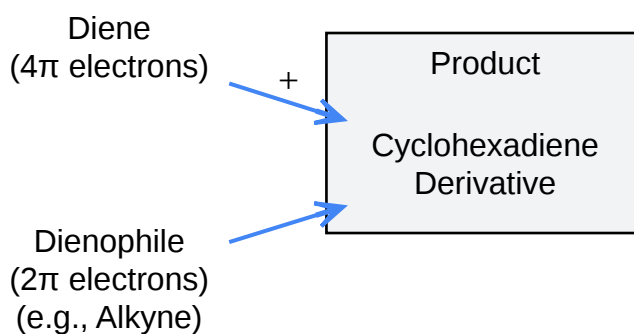 Diene
(4π electrons)
+
Product
Cyclohexadiene
Derivative
Dienophile
(2π electrons)
(e.g., Alkyne)